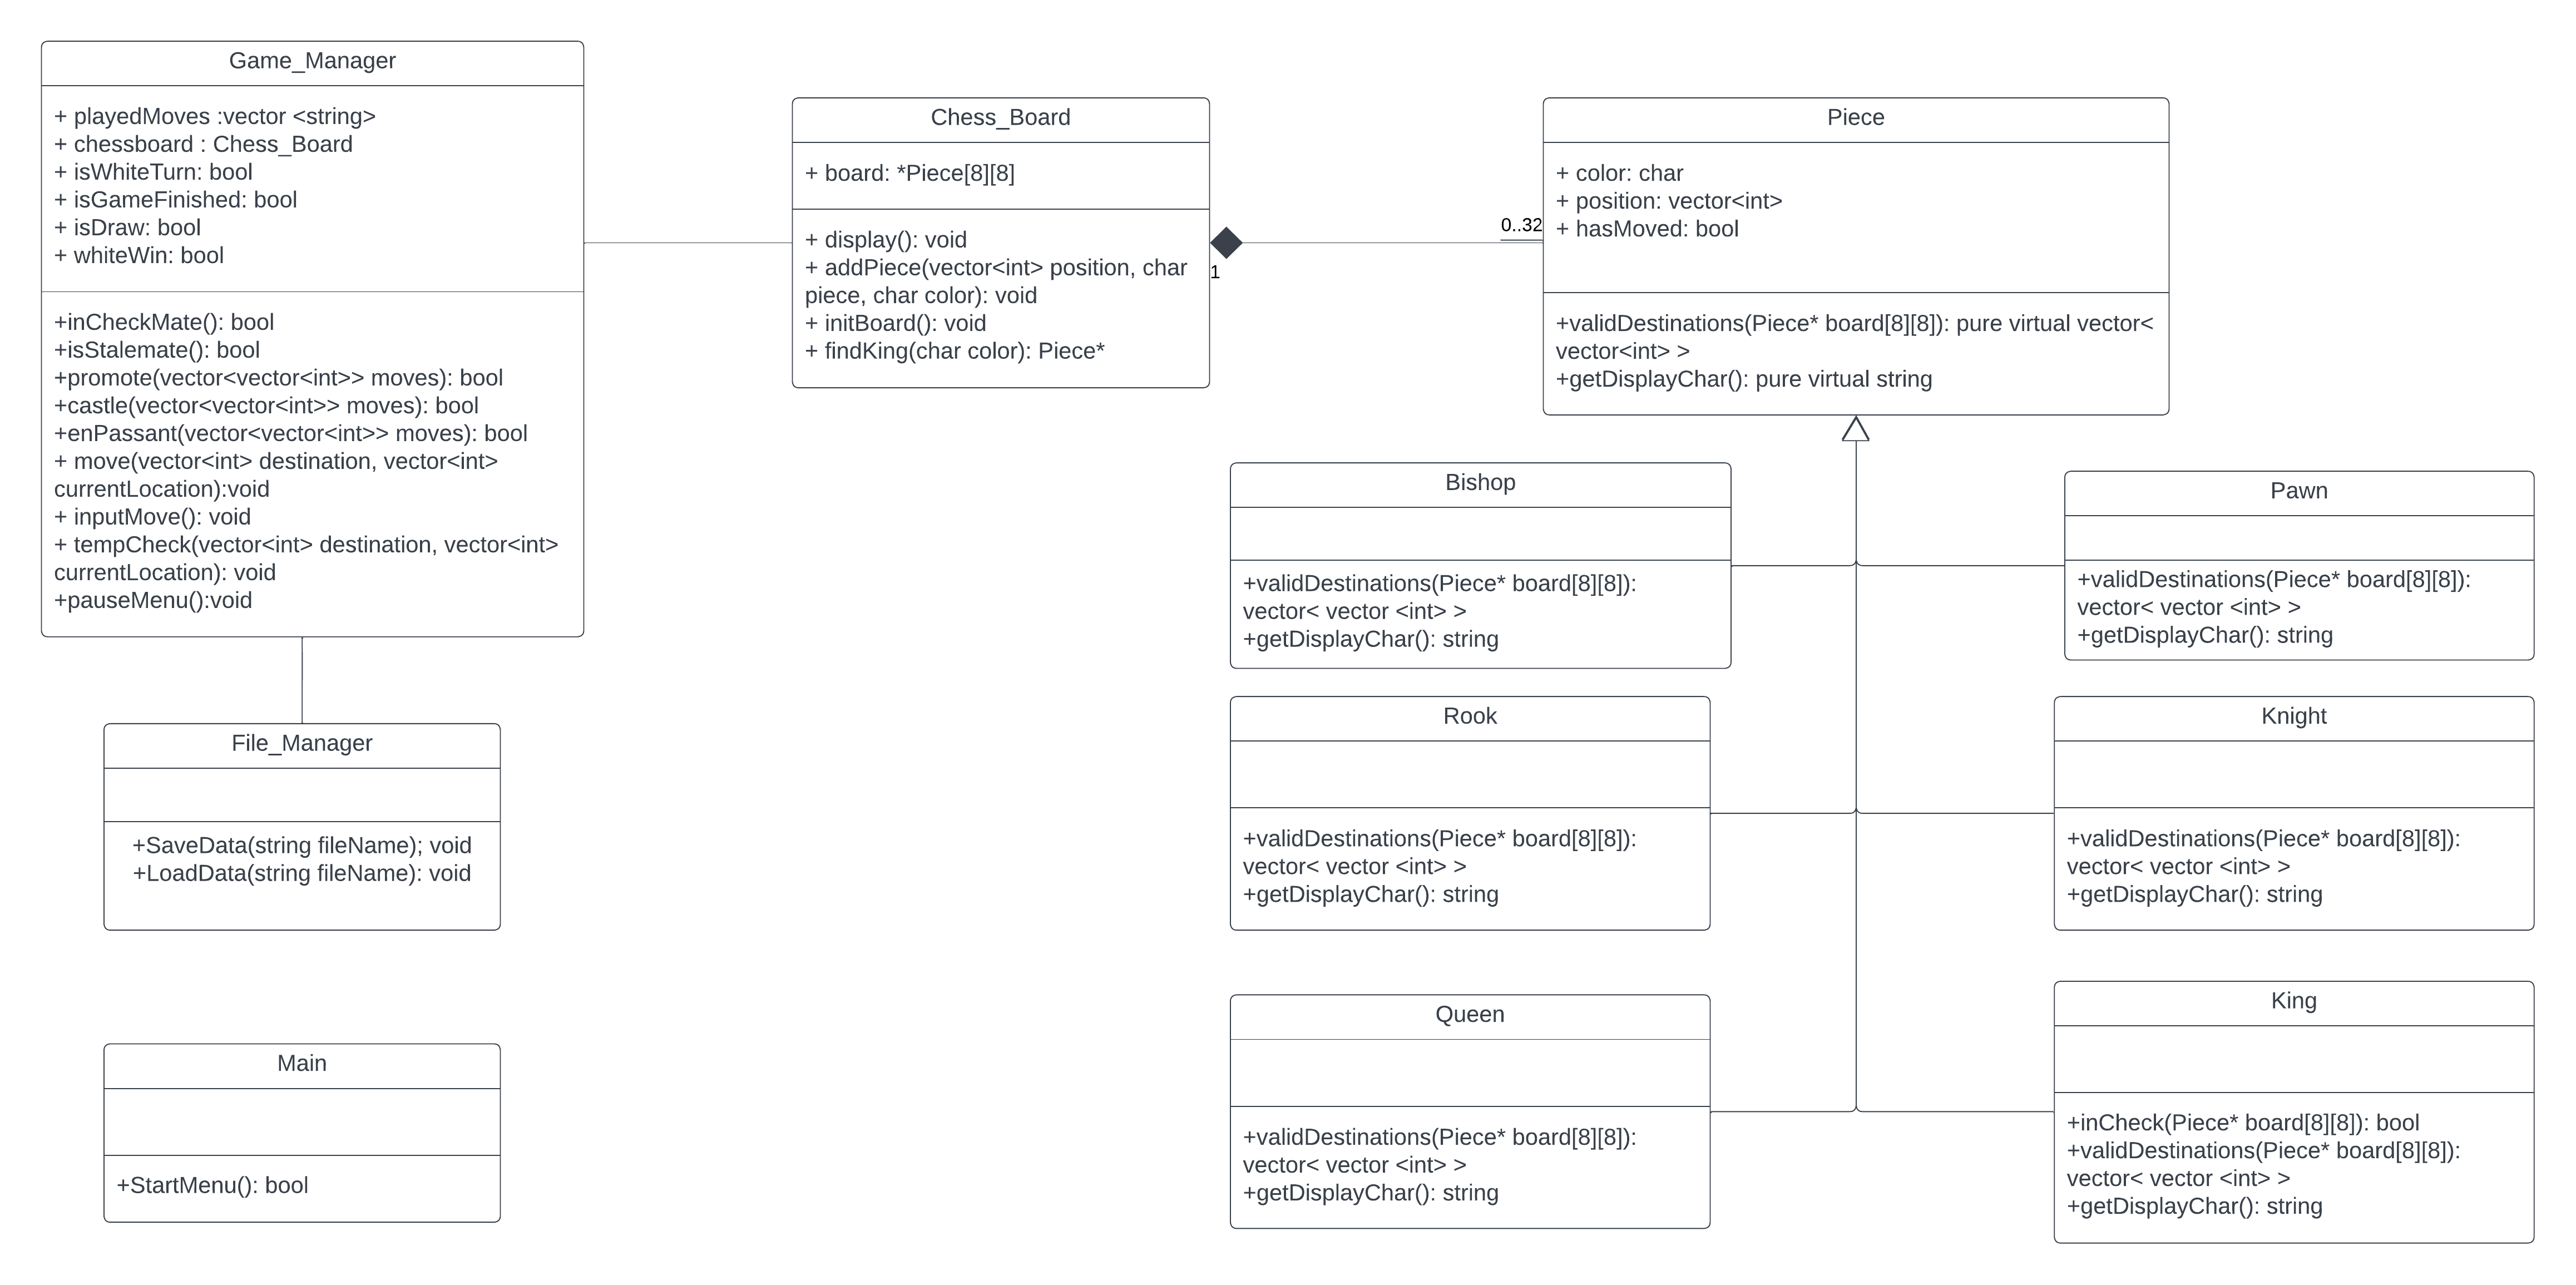 Game_Manager
+ playedMoves :vector <string>
+ chessboard : Chess_Board
+ isWhiteTurn: bool
+ isGameFinished: bool
+ isDraw: bool
+ whiteWin: bool
+inCheckMate(): bool
+isStalemate(): bool
+promote(vector<vector<int>> moves): bool
+castle(vector<vector<int>> moves): bool
+enPassant(vector<vector<int>> moves): bool
+ move(vector<int> destination, vector<int>
currentLocation):void
+ inputMove(): void
+ tempCheck(vector<int> destination, vector<int>
currentLocation): void
+pauseMenu():void
Chess_Board
+ board: *Piece[8][8]
+ display(): void
+ addPiece(vector<int> position, char
piece, char color): void
+ initBoard(): void
+ findKing(char color): Piece*
1
0..32
Piece
+ color: char
+ position: vector<int>
+ hasMoved: bool
+validDestinations(Piece* board[8][8]): pure virtual vector<
vector<int> >
+getDisplayChar(): pure virtual string
Bishop
+validDestinations(Piece* board[8][8]):
vector< vector <int> >
+getDisplayChar(): string
Pawn
+validDestinations(Piece* board[8][8]):
vector< vector <int> >
+getDisplayChar(): string
Rook
+validDestinations(Piece* board[8][8]):
vector< vector <int> >
+getDisplayChar(): string
Knight
+validDestinations(Piece* board[8][8]):
vector< vector <int> >
+getDisplayChar(): string
File_Manager
+SaveData(string fileName); void
+LoadData(string fileName): void
Main
+StartMenu(): bool
Queen
+validDestinations(Piece* board[8][8]):
vector< vector <int> >
+getDisplayChar(): string
King
+inCheck(Piece* board[8][8]): bool
+validDestinations(Piece* board[8][8]):
vector< vector <int> >
+getDisplayChar(): string